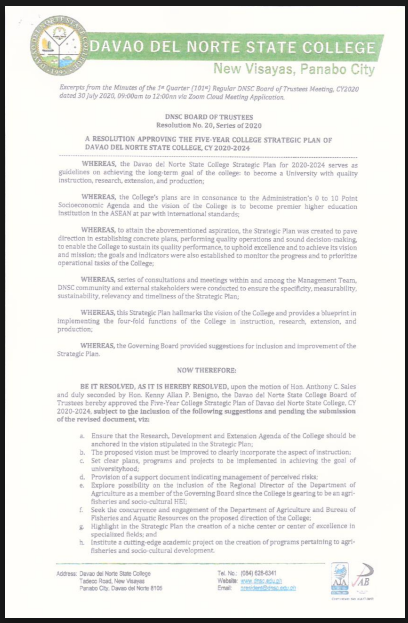 DAVAO DEL NORTE STATE COLLEGE
New Visayas, Panabo City
Excerpts from the Minutes of the 1st Quarter (101st) Regular DNSC Board of Trustees Meeting, CY2020
dated 30 July 2020, 09:00am to 12:00nn via Zoom Cloud Meeting Application.
DNSC BOARD OF TRUSTEES
Resolution No. 20, Series of 2020
A RESOLUTION APPROVING THE FIVE-YEAR COLLEGE STRATEGIC PLAN OF
DAVAO DEL NORTE STATE COLLEGE, CY 2020-2024
WHEREAS, the Davao del Norte State College Strategic Plan for 2020-2024 serves as
guidelines on achieving the long-term goal of the college: to become a University with quality
instruction, research, extension, and production;
WHEREAS, the College's plans are in consonance to the Administration's 0 to 10 Point
Socioeconomic Agenda and the vision of the College is to become premier higher education
institution in the ASEAN at par with international standards;
WHEREAS, to attain the abovementioned aspiration, the Strategic Plan was created to pave
direction in establishing concrete plans, performing quality operations and sound decision-making,
to enable the College to sustain its quality performance, to uphold excellence and to achieve its vision
and mission; the goals and indicators were also established to monitor the progress and to prioritize
operational tasks of the College;
WHEREAS, series of consultations and meetings within and among the Management Team,
DNSC community and external stakeholders were conducted to ensure the specificity, measurability,
sustainability, relevancy and timeliness of the Strategic Plan;
WHEREAS, this Strategic Plan hallmarks the vision of the College and provides a blueprint in
implementing the four-fold functions of the College in instruction, research, extension, and
production;
WHEREAS, the Governing Board provided suggestions for inclusion and improvement of the
Strategic Plan.
NOW THEREFORE:
BE IT RESOLVED, AS IT IS HEREBY RESOLVED, upon the motion of Hon. Anthony C. Sales
and duly seconded by Hon. Kenny Allan P. Benigno, the Davao del Norte State College Board of
Trustees hereby approved the Five-Year College Strategic Plan of Davao del Norte State College, CY
2020-2024, subject to the inclusion of the following suggestions and pending the submission
of the revised document, viz:
a. Ensure that the Research, Development and Extension Agenda of the College should be
anchored in the vision stipulated in the Strategic Plan;
b. The proposed vision must be improved to clearly incorporate the aspect of instruction;
c. Set clear plans, programs and projects to be implemented in achieving the goal of
universityhood;
d. Provision of a support document indicating management of perceived risks;
e. Explore possibility on the inclusion of the Regional Director of the Department of
Agriculture as a member of the Governing Board since the College is gearing to be an agri-
fisheries and socio-cultural HEI;
f. Seek the concurrence and engagement of the Department of Agriculture and Bureau of
Fisheries and Aquatic Resources on the proposed direction of the College;
g. Highlight in the Strategic Plan the creation of a niche center or center of excellence in
specialized fields; and
h. Institute a cutting-edge academic project on the creation of programs pertaining to agri-
fisheries and socio-cultural development.
Address: Davao del Norte State College
Tadeco Road, New Visayas
Panabo City, Davao del Norte 8105
Tel. No.: (084) 628-6341
Website: www.dnsc.edu.ph
Email: president@dnsc.edu.ph
AJA
AB